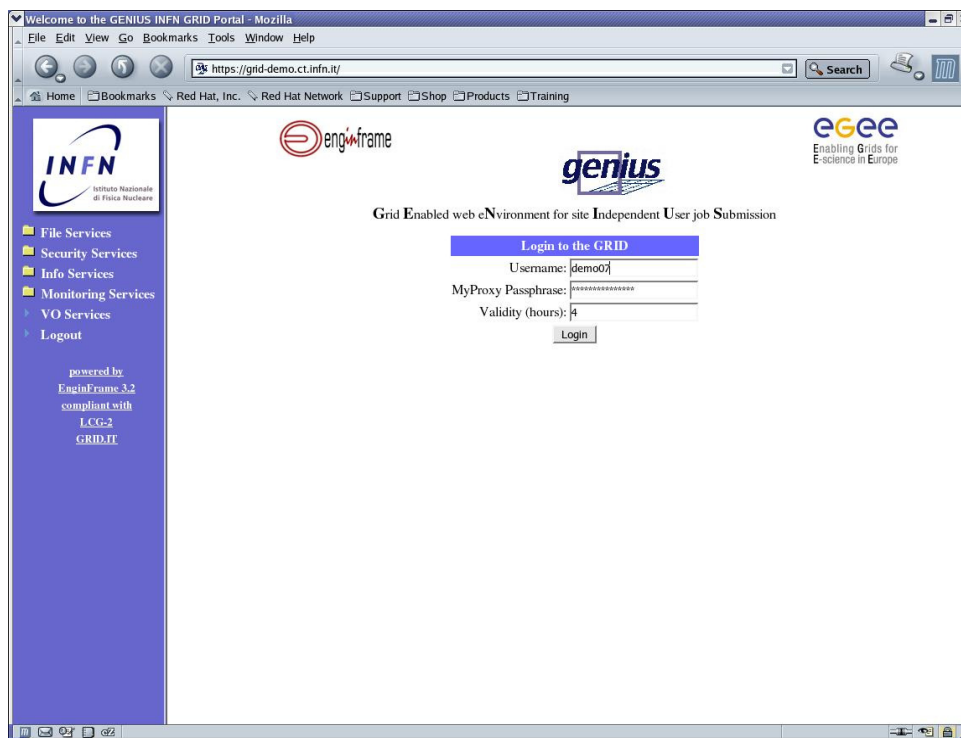 Welcome to the GENIUS INFN GRID Portal - Mozilla
File Edit View Go Bookmarks Tools Window Help
https://grid-demo.ct.infn.it/
Search
Home Bookmarks Red Hat, Inc. Red Hat Network Support Shop Products Training
INFN
Istituto Nazionale
di Fisica Nucleare
File Services
Security Services
Info Services
Monitoring Services
VO Services
Logout
powered by
EnginFrame 3.2
compliant with
LCG-2
GRID.IT
enginframe
genius
egee
Enabling Grids for
E-science in Europe
Grid Enabled web eNvironment for site Independent User job Submission
Login to the GRID
Username: demo07
MyProxy Passphrase: **************
Validity (hours): 4
Login